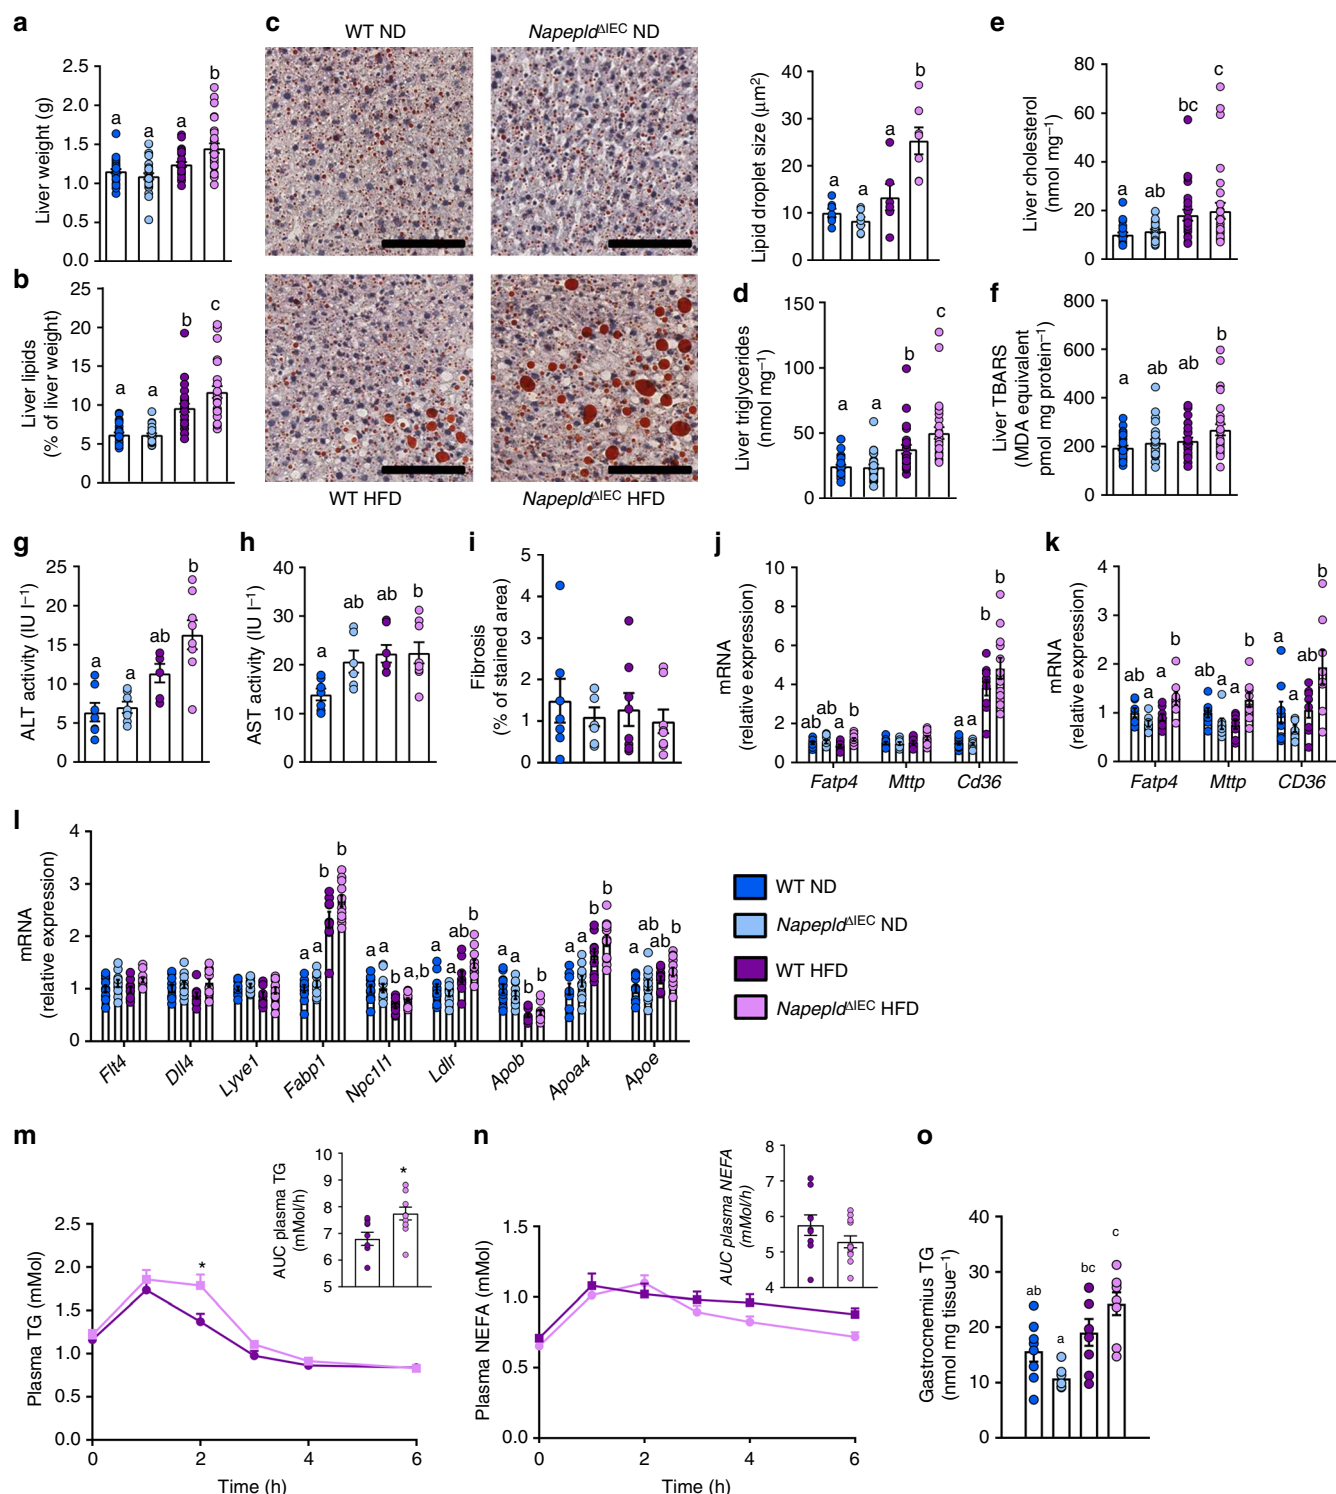 a
2.5
2.0
1.5
1.0
0.5
0.0
Liver weight (g)
a
a
a
b
b
25
20
15
10
5
0
Liver lipids
(% of liver weight)
a
a
b
c
c
WT ND
Napepld^ΔIEC ND
WT HFD
Napepld^ΔIEC HFD
40
30
20
10
0
Lipid droplet size (μm²)
a
a
a
b
d
150
100
50
0
Liver triglycerides
(nmol mg⁻¹)
a
a
b
c
e
80
60
40
20
0
Liver cholesterol
(nmol mg⁻¹)
a
ab
bc
c
f
800
600
400
200
0
Liver TBARS
(MDA equivalent
pmol mg protein⁻¹)
a
ab
ab
b
g
25
20
15
10
5
0
ALT activity (IU l⁻¹)
a
a
ab
b
h
40
30
20
10
0
AST activity (IU l⁻¹)
a
ab
ab
b
i
5
4
3
2
1
0
Fibrosis
(% of stained area)
j
10
8
6
4
2
0
mRNA
(relative expression)
ab
ab
a
b
a
a
b
b
Fatp4
Mttp
Cd36
k
4
3
2
1
0
mRNA
(relative expression)
ab
a
a
b
ab
a
a
b
a
a
ab
b
Fatp4
Mttp
CD36
l
4
3
2
1
0
mRNA
(relative expression)
a
a
b
b
a
a
b
a,b
a
a
ab
b
a
a
b
b
a
a
b
b
a
ab
ab
b
Flt4
Dll4
Lyve1
Fabp1
Npc1l1
Ldlr
Apob
Apoa4
Apoe
WT ND
Napepld^ΔIEC ND
WT HFD
Napepld^ΔIEC HFD
m
2.5
2.0
1.5
1.0
0.0
Plasma TG (mMol)
*
0
2
4
6
Time (h)
10
9
8
7
6
5
AUC plasma TG
(mMol/h)
*
n
1.5
1.0
0.5
0.0
Plasma NEFA (mMol)
0
2
4
6
Time (h)
8
7
6
5
4
AUC plasma NEFA
(mMol/h)
o
40
30
20
10
0
Gastrocnemius TG
(nmol mg tissue⁻¹)
ab
a
bc
c